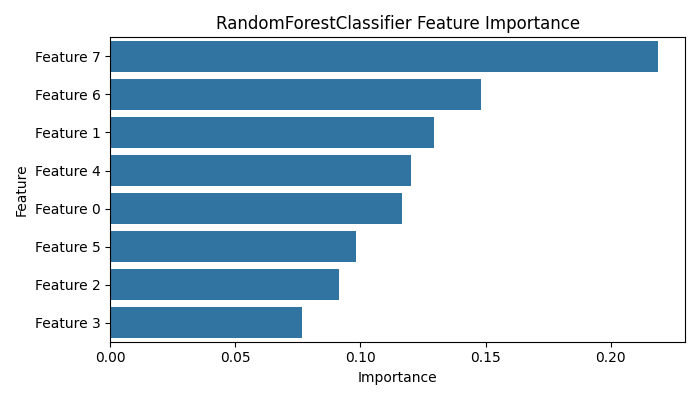 RandomForestClassifier Feature Importance
Feature 7
Feature 6
Feature 1
Feature 4
Feature 0
Feature 5
Feature 2
Feature 3
Feature
0.00 0.05 0.10 0.15 0.20
Importance